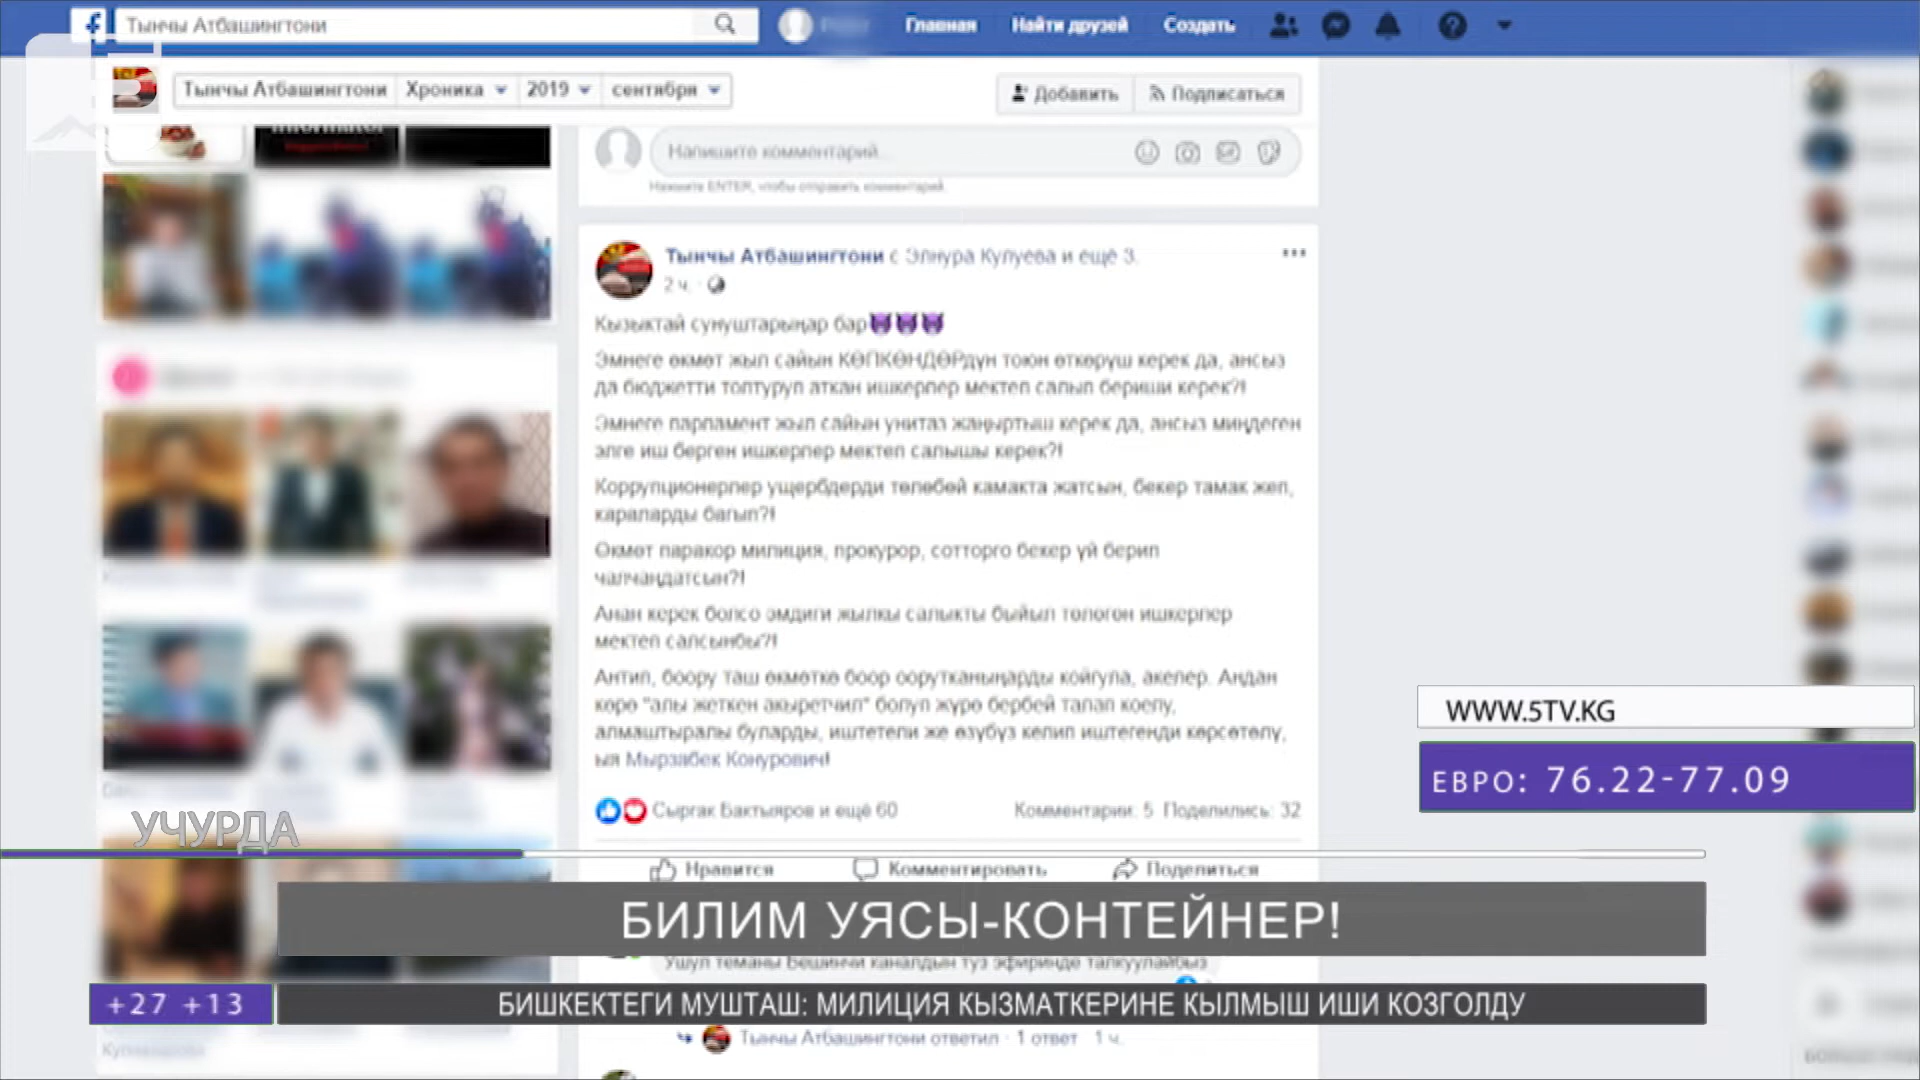 Тынчы Атбашингтони
Главная Найти друзей Создать
Тынчы Атбашингтони Хроника 2019 сентября
Добавить Подписаться
Напишите комментарий...
Нажмите ENTER, чтобы отправить комментарий.
Тынчы Атбашингтони с Элнура Кулуева и ещё 3.
2 ч.
Кызыктай сунуштарыңар бар
Эмнеге өкмөт жыл сайын КӨПКӨНДӨРдүн тоюн өткөрүш керек да, ансыз
да бюджетти толтуруп аткан ишкерлер мектеп салып бериши керек?!
Эмнеге парламент жыл сайын унитаз жаңыртыш керек да, ансыз миңдеген
элге иш берген ишкерлер мектеп салышы керек?!
Коррупционерлер ущербдерди төлөбөй камакта жатсын, бекер тамак жеп,
караларды багып?!
Өкмөт паракор милиция, прокурор, сотторго бекер үй берип
чалчаңдатсын?!
Анан керек болсо эмдиги жылкы салыкты быйыл төлөгөн ишкерлер
мектеп салсынбы?!
Антип, боору таш өкмөткө боор оорутканыңарды койгула, акелер. Андан
көрө "алы жеткен акыретчил" болуп жүрө бербей талап коелу,
алмаштыралы буларды, иштетели же өзүбүз келип иштегенди көрсөтөлү,
ыя Мырзабек Конурович!
Сыргак Бактыяров и ещё 60 Комментарии: 5 Поделились: 32
Нравится Комментировать Поделиться
WWW.5TV.KG
ЕВРО: 76.22-77.09
УЧУРДА
БИЛИМ УЯСЫ-КОНТЕЙНЕР!
Ушул теманы Бешинчи каналдын түз эфиринде талкуулайбыз
+27 +13
БИШКЕКТЕГИ МУШТАШ: МИЛИЦИЯ КЫЗМАТКЕРИНЕ КЫЛМЫШ ИШИ КОЗГОЛДУ
Тынчы Атбашингтони ответил · 1 ответ 1 ч.